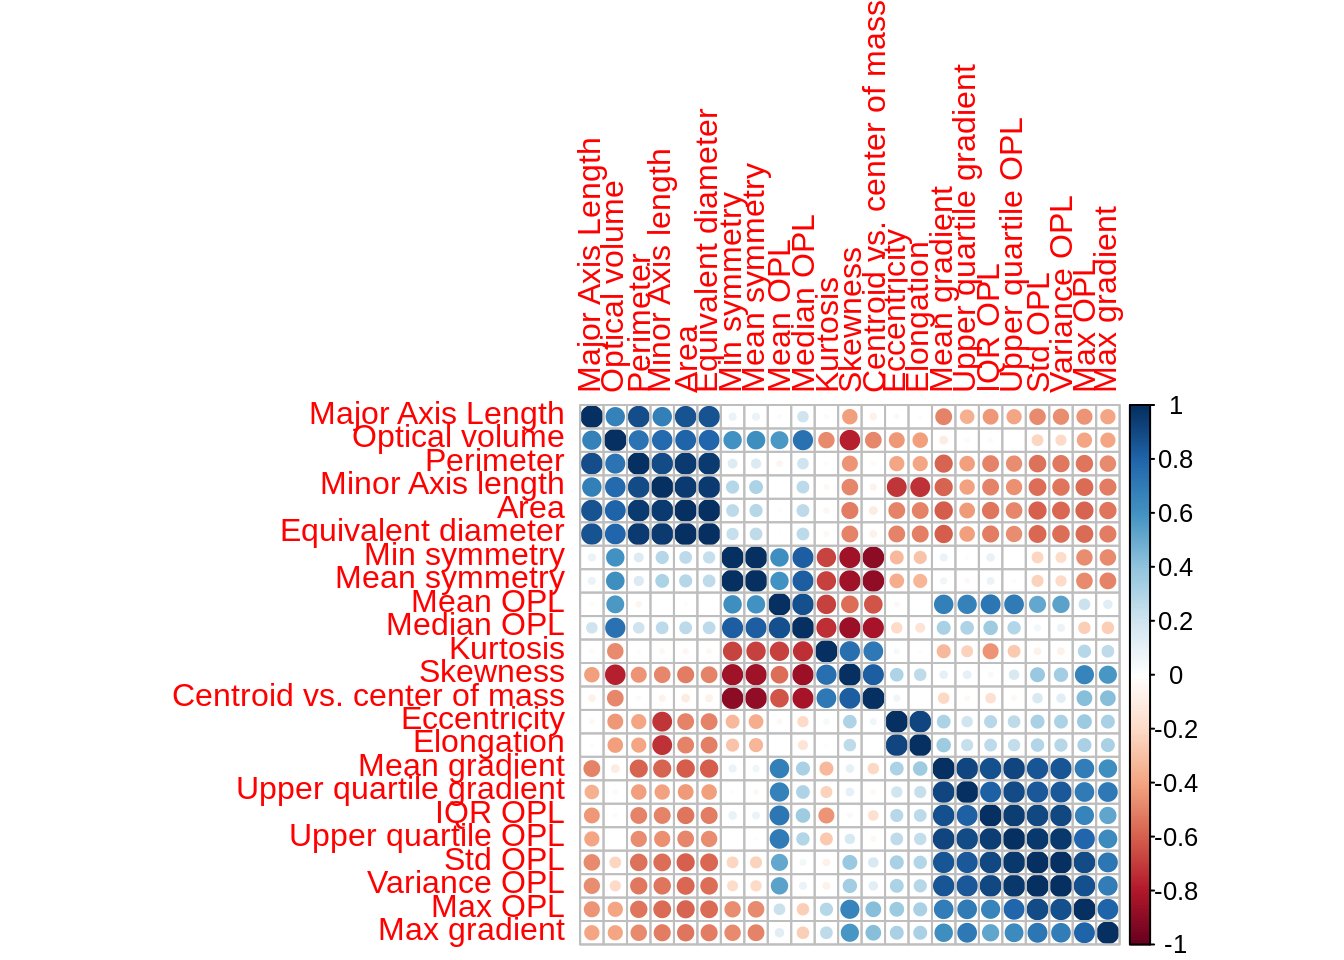 Major Axis Length
Optical volume
Perimeter
Minor Axis length
Area
Equivalent diameter
Min symmetry
Mean symmetry
Mean OPL
Median OPL
Kurtosis
Skewness
Centroid vs. center of mass
Eccentricity
Elongation
Mean gradient
Upper quartile gradient
IQR OPL
Upper quartile OPL
Std OPL
Variance OPL
Max OPL
Max gradient
Major Axis Length
Optical volume
Perimeter
Minor Axis length
Area
Equivalent diameter
Min symmetry
Mean symmetry
Mean OPL
Median OPL
Kurtosis
Skewness
Centroid vs. center of mass
Eccentricity
Elongation
Mean gradient
Upper quartile gradient
IQR OPL
Upper quartile OPL
Std OPL
Variance OPL
Max OPL
Max gradient
1
0.8
0.6
0.4
0.2
0
-0.2
-0.4
-0.6
-0.8
-1